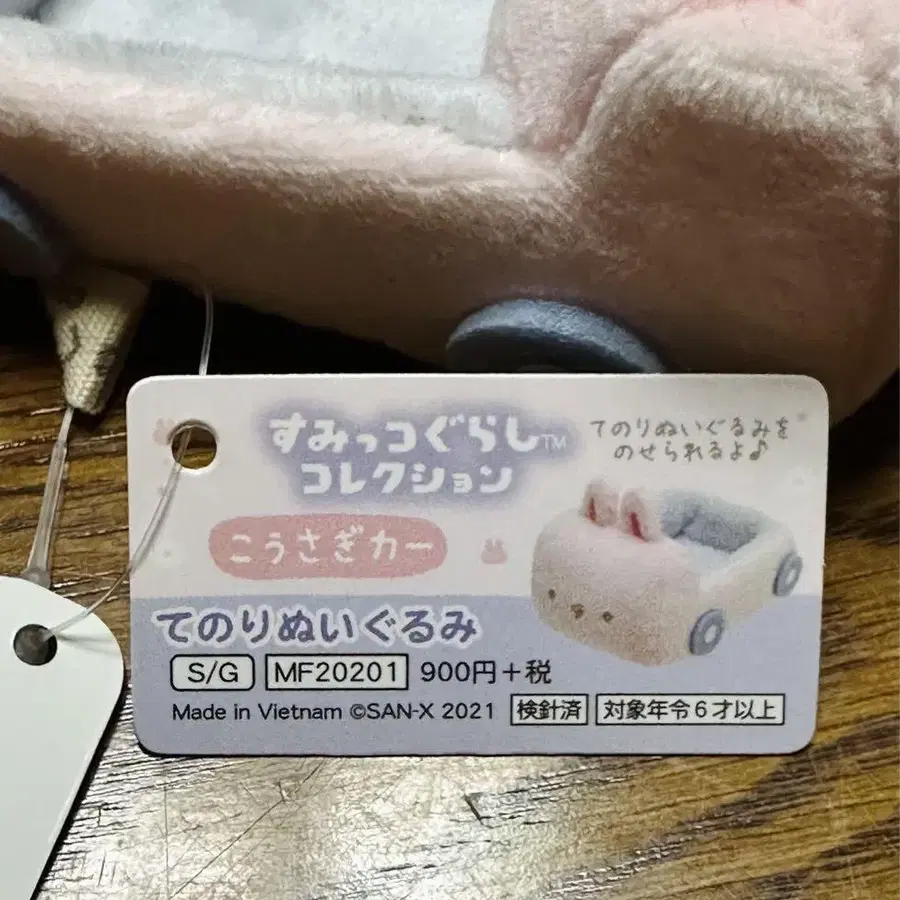 すみっコぐらし™
コレクション
てのりぬいぐるみを
のせられるよ♪
こうさぎカー
てのりぬいぐるみ
S/G MF20201 900円+税
Made in Vietnam ©SAN-X 2021 検針済 対象年令6才以上